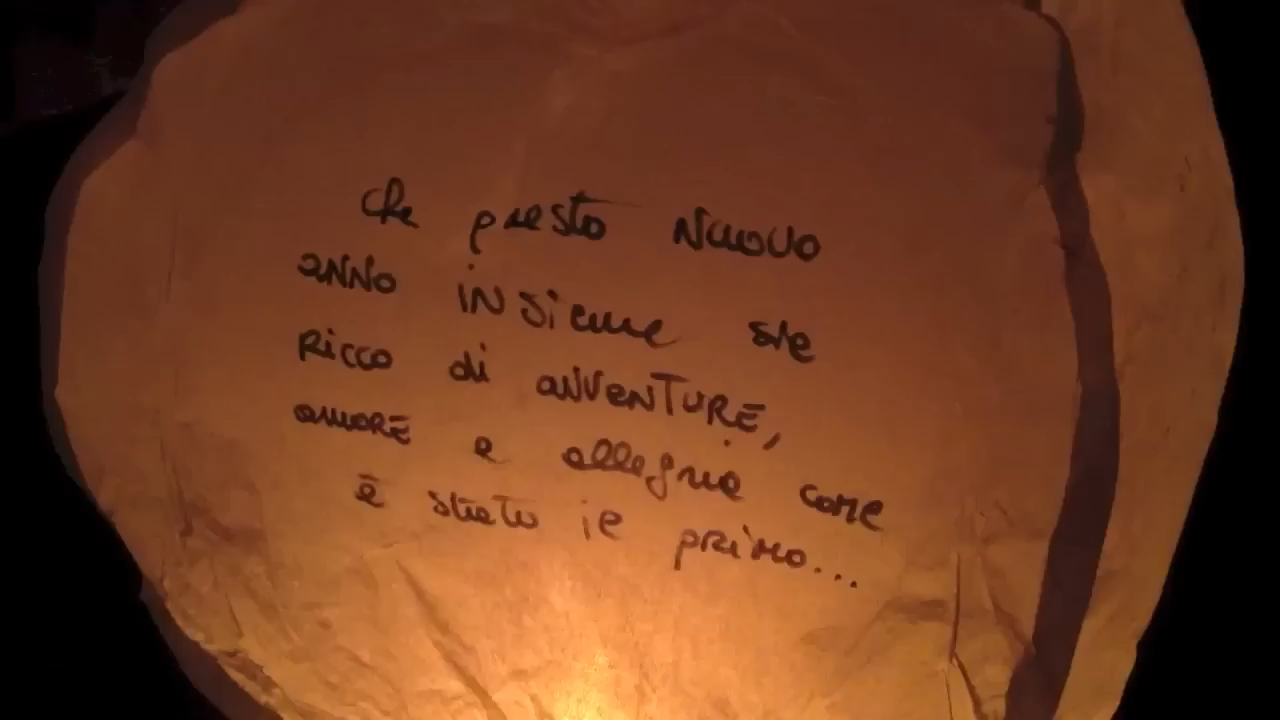 Che questo nuovo
anno insieme sia
ricco di avventure,
amore e allegria come
è stato il primo...